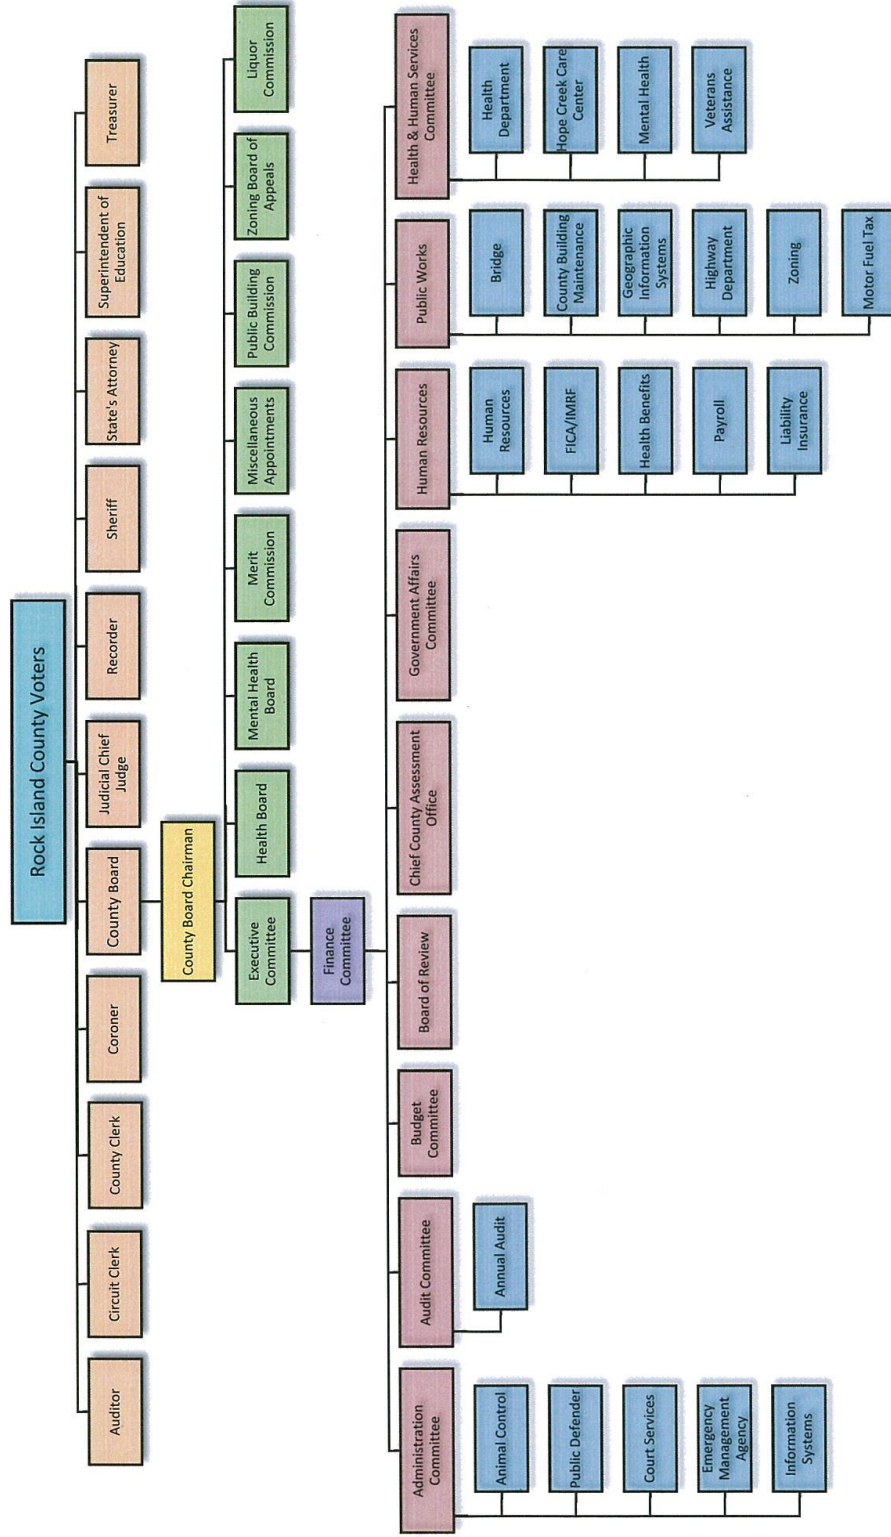 Rock Island County Voters
Auditor
Circuit Clerk
County Clerk
Coroner
County Board
Judicial Chief
Judge
Recorder
Sheriff
State's Attorney
Superintendent of
Education
Treasurer
County Board Chairman
Executive
Committee
Health Board
Mental Health
Board
Merit
Commission
Miscellaneous
Appointments
Public Building
Commission
Zoning Board of
Appeals
Liquor
Commission
Finance
Committee
Administration
Committee
Animal Control
Public Defender
Court Services
Emergency
Management
Agency
Information
Systems
Audit Committee
Annual Audit
Budget
Committee
Board of Review
Chief County Assessment
Office
Government Affairs
Committee
Human Resources
Human
Resources
FICA/IMRF
Health Benefits
Payroll
Liability
Insurance
Public Works
Bridge
County Building
Maintenance
Geographic
Information
Systems
Highway
Department
Zoning
Motor Fuel Tax
Health & Human Services
Committee
Health
Department
Hope Creek Care
Center
Mental Health
Veterans
Assistance